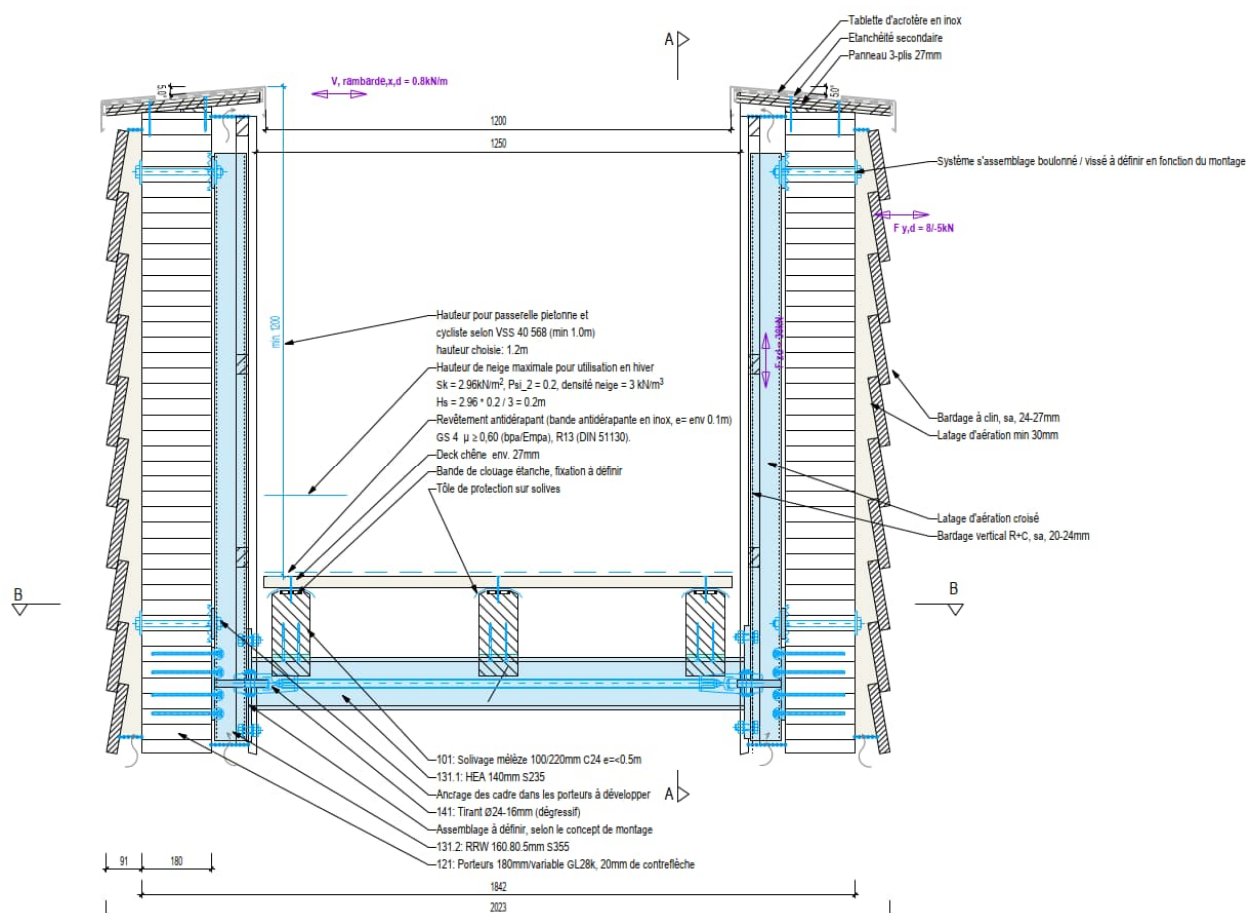 Tablette d'acrotère en inox
Etanchéité secondaire
Panneau 3-plis 27mm
A
V, rambarde,x,d = 0.8kN/m
5.0°
5.0°
1200
1250
Système s'assemblage boulonné / vissé à définir en fonction du montage
F y,d = 8/-5kN
min. 1200
Hauteur pour passerelle pietonne et
cycliste selon VSS 40 568 (min 1.0m)
hauteur choisie: 1.2m
Hauteur de neige maximale pour utilisation en hiver
Sk = 2.96kN/m², Psi_2 = 0.2, densité neige = 3 kN/m³
Hs = 2.96 * 0.2 / 3 = 0.2m
Revêtement antidérapant (bande antidérapante en inox, e= env 0.1m)
GS 4 µ ≥ 0,60 (bpa/Empa), R13 (DIN 51130).
Deck chêne env. 27mm
Bande de clouage étanche, fixation à définir
Tôle de protection sur solives
Bardage à clin, sa, 24-27mm
Latage d'aération min 30mm
Latage d'aération croisé
Bardage vertical R+C, sa, 20-24mm
B
B
101: Solivage mélèze 100/220mm C24 e=<0.5m
131.1: HEA 140mm S235
Ancrage des cadre dans les porteurs à développer
A
141: Tirant Ø24-16mm (dégressif)
Assemblage à définir, selon le concept de montage
131.2: RRW 160.80.5mm S355
121: Porteurs 180mm/variable GL28k, 20mm de contreflèche
91
180
1842
2023